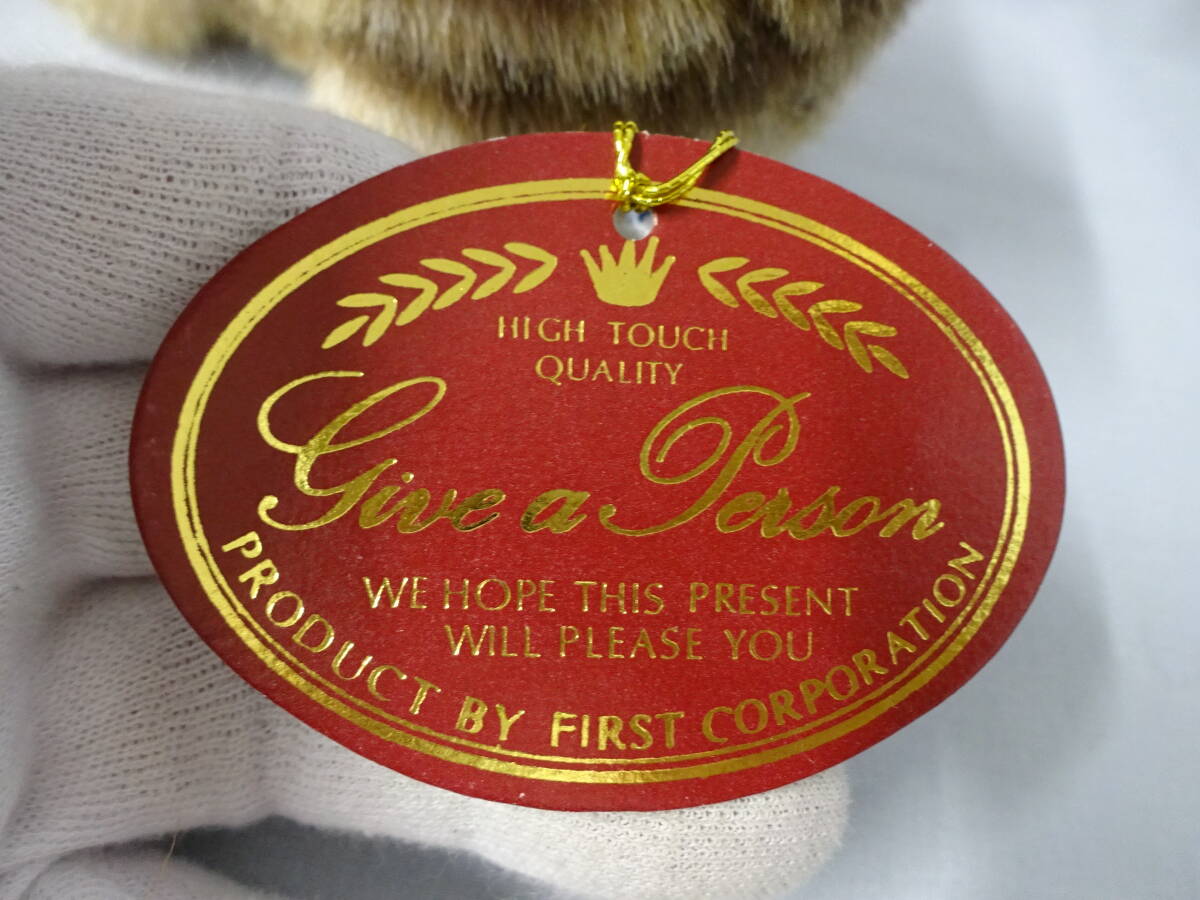 HIGH TOUCH
QUALITY
Give a Person
WE HOPE THIS PRESENT
WILL PLEASE YOU
PRODUCT BY FIRST CORPORATION